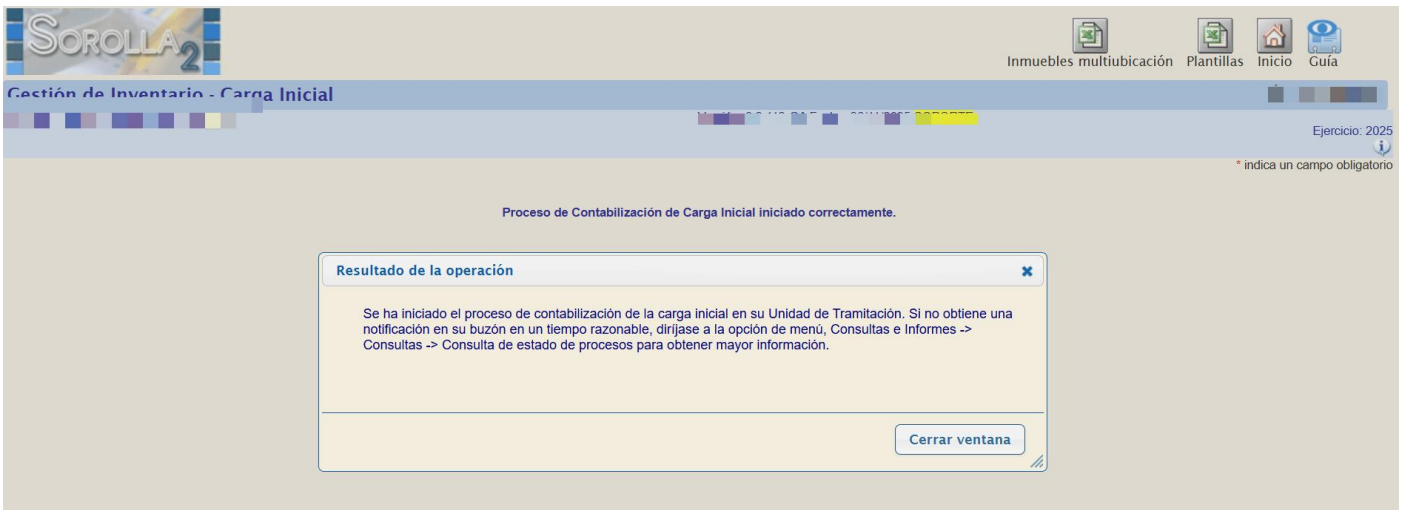 SOROLLA2
Inmuebles multiubicación Plantillas Inicio Guía
Gestión de Inventario - Carga Inicial
Ejercicio: 2025
* indica un campo obligatorio
Proceso de Contabilización de Carga Inicial iniciado correctamente.
Resultado de la operación
Se ha iniciado el proceso de contabilización de la carga inicial en su Unidad de Tramitación. Si no obtiene una
notificación en su buzón en un tiempo razonable, diríjase a la opción de menú, Consultas e Informes ->
Consultas -> Consulta de estado de procesos para obtener mayor información.
Cerrar ventana